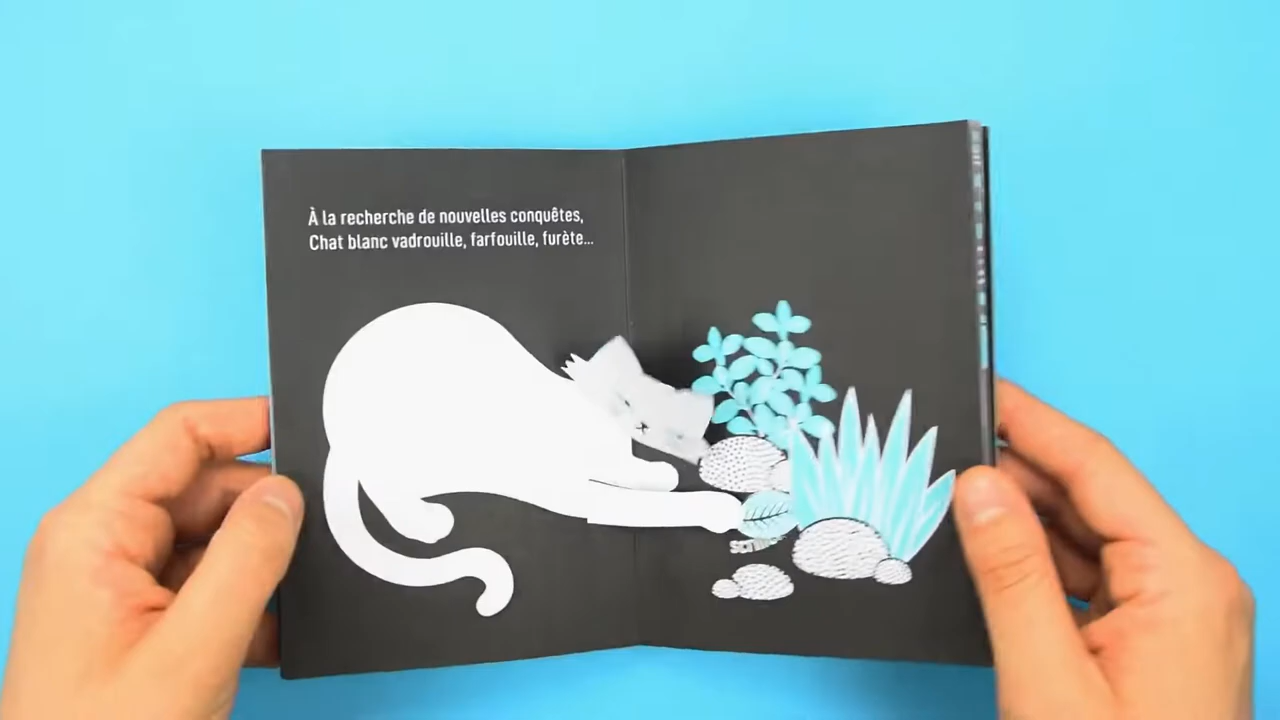 À la recherche de nouvelles conquêtes,
Chat blanc vadrouille, farfouille, furète...